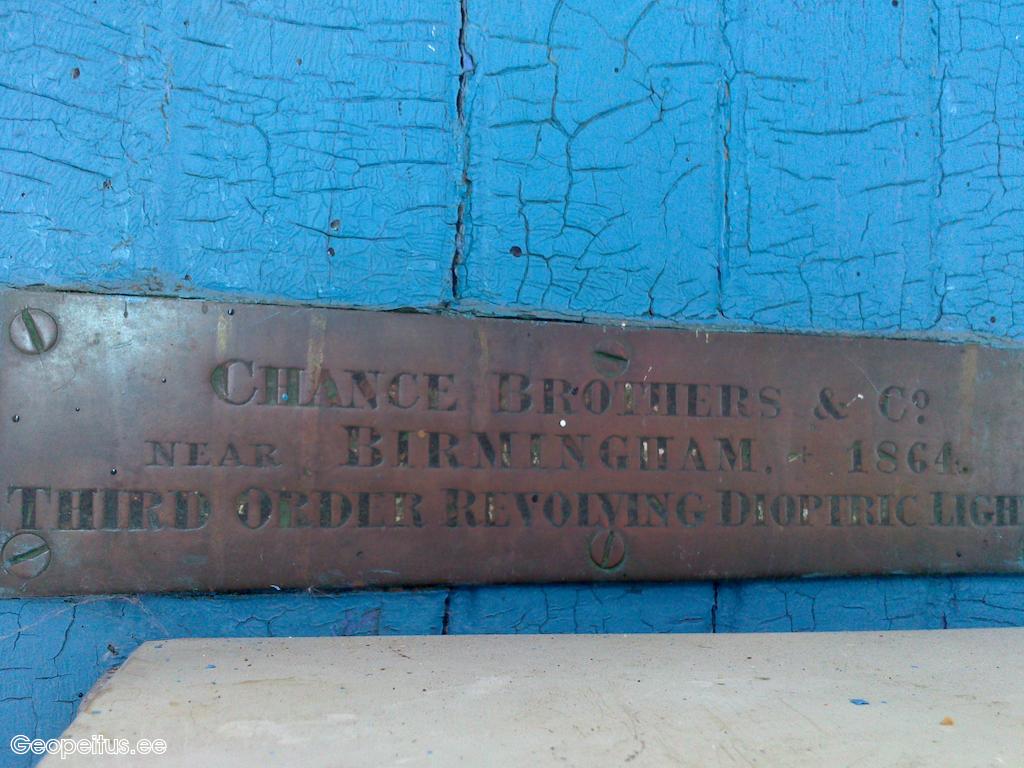 CHANCE BROTHERS & Co.
NEAR BIRMINGHAM. + 1864.
THIRD ORDER REVOLVING DIOPTRIC LIGH
Geopeitus.ee